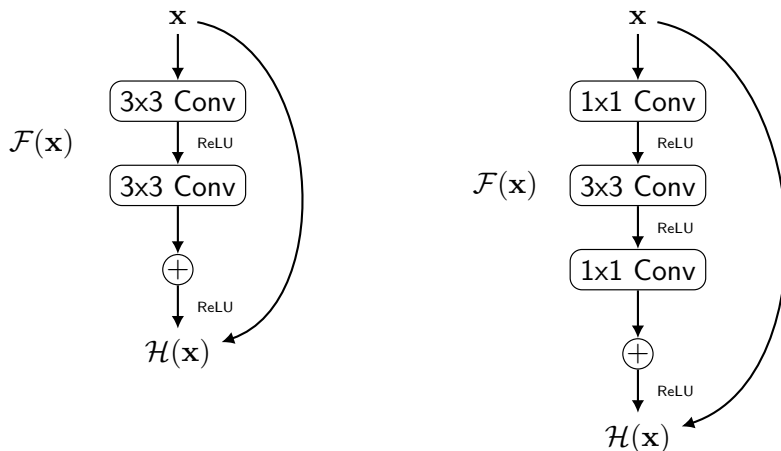 x
3x3 Conv
ReLU
F(x)
3x3 Conv
+
ReLU
H(x)
x
1x1 Conv
ReLU
F(x)
3x3 Conv
ReLU
1x1 Conv
+
ReLU
H(x)